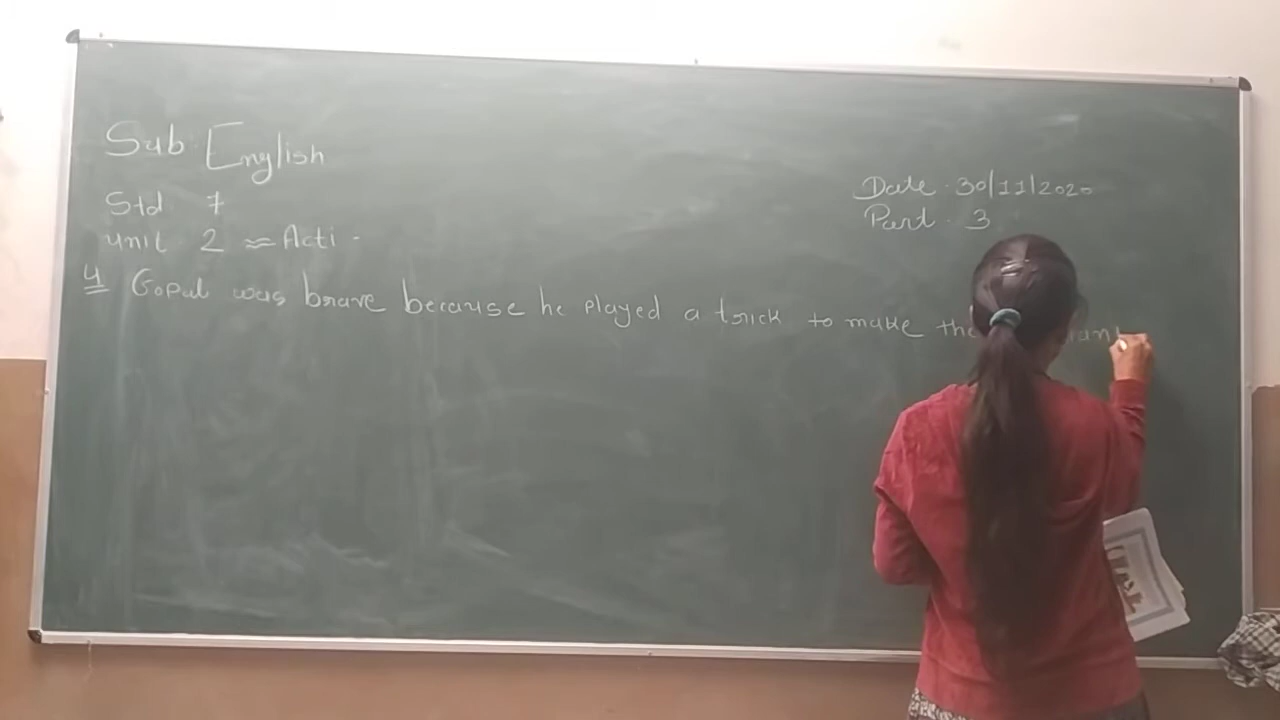 Sub. English
Date. 30/11/2020
Std 7
Part. 3
unit. 2 ≈ Acti -
4 Gopal was brave because he played a trick to make the